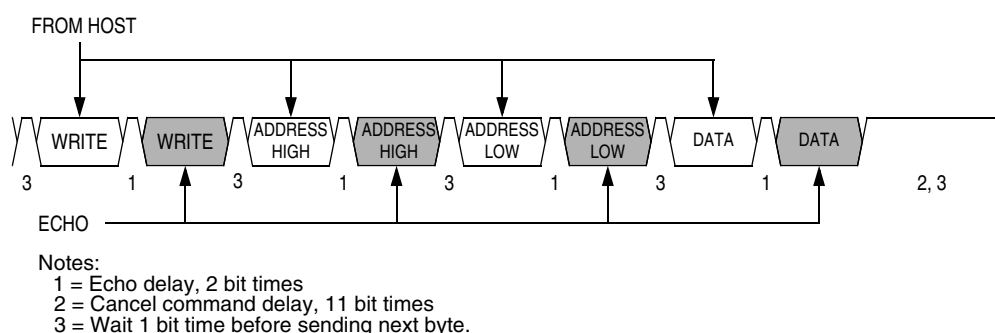 FROM HOST
WRITE WRITE ADDRESS HIGH ADDRESS HIGH ADDRESS LOW ADDRESS LOW DATA DATA
3 1 3 1 3 1 3 1 2, 3
ECHO
Notes:
1 = Echo delay, 2 bit times
2 = Cancel command delay, 11 bit times
3 = Wait 1 bit time before sending next byte.